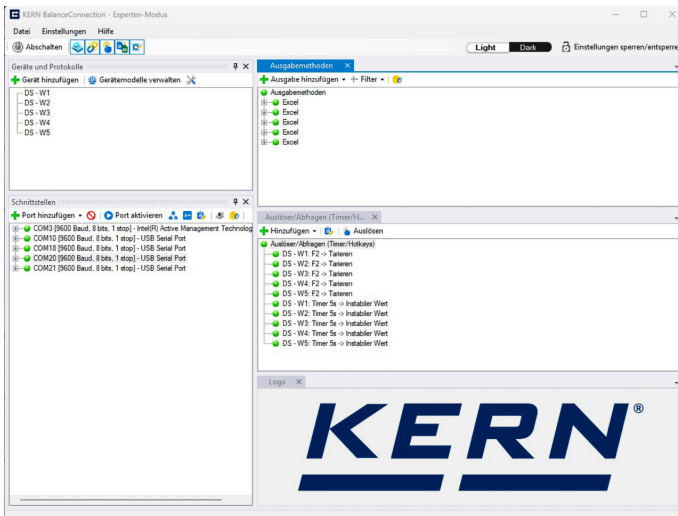 KERN BalanceConnection - Experten-Modus
Datei Einstellungen Hilfe
Abschalten
Light Dark Einstellungen sperren/entsperre
Geräte und Protokolle
Gerät hinzufügen Gerätemodelle verwalten
DS - W1
DS - W2
DS - W3
DS - W4
DS - W5
Schnittstellen
Port hinzufügen Port aktivieren
COM3 [9600 Baud, 8 bits, 1 stop] - Intel(R) Active Management Technolog
COM10 [9600 Baud, 8 bits, 1 stop] - USB Serial Port
COM18 [9600 Baud, 8 bits, 1 stop] - USB Serial Port
COM20 [9600 Baud, 8 bits, 1 stop] - USB Serial Port
COM21 [9600 Baud, 8 bits, 1 stop] - USB Serial Port
Ausgabemethoden
Ausgabe hinzufügen Filter
Ausgabemethoden
Excel
Excel
Excel
Excel
Excel
Auslöser/Abfragen (Timer/H...
Hinzufügen Auslösen
Auslöser/Abfragen (Timer/Hotkeys)
DS - W1: F2 -> Tarieren
DS - W2: F2 -> Tarieren
DS - W3: F2 -> Tarieren
DS - W4: F2 -> Tarieren
DS - W5: F2 -> Tarieren
DS - W1: Timer 5s -> Instabiler Wert
DS - W2: Timer 5s -> Instabiler Wert
DS - W3: Timer 5s -> Instabiler Wert
DS - W4: Timer 5s -> Instabiler Wert
DS - W5: Timer 5s -> Instabiler Wert
Logo
KERN®